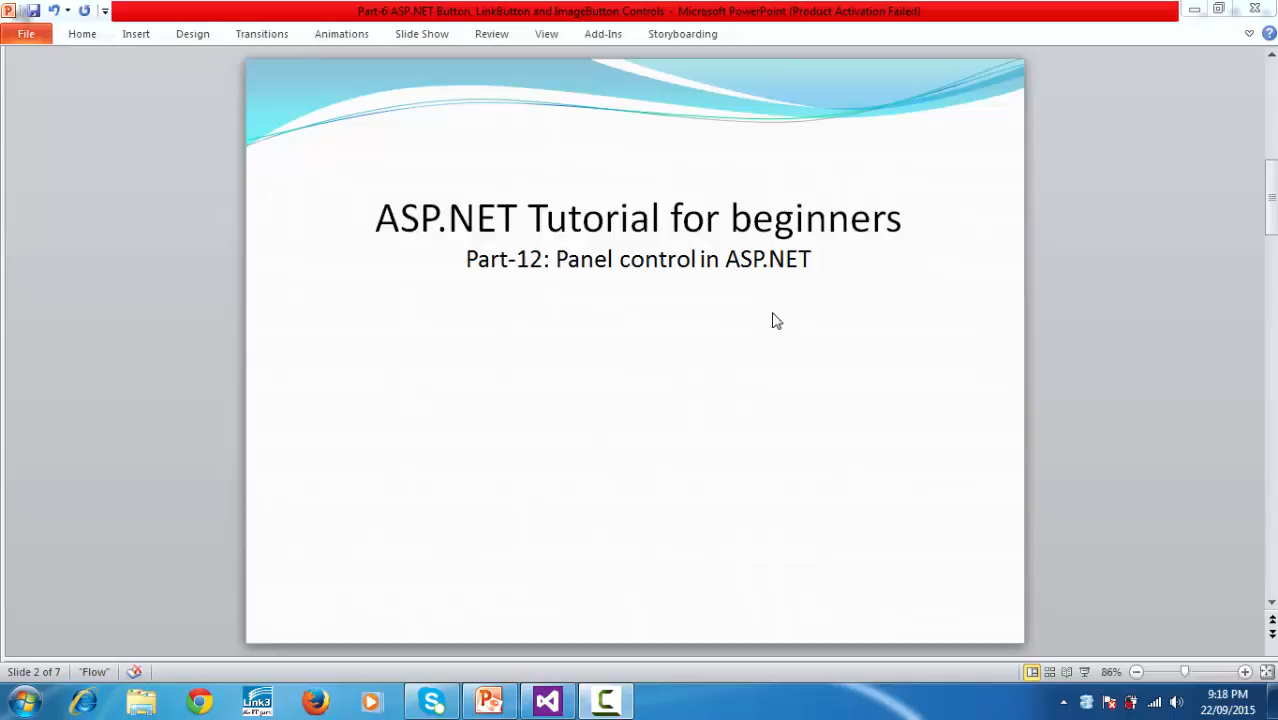 Part-6 ASP.NET Button, LinkButton and ImageButton Controls - Microsoft PowerPoint (Product Activation Failed)
File Home Insert Design Transitions Animations Slide Show Review View Add-Ins Storyboarding
ASP.NET Tutorial for beginners
Part-12: Panel control in ASP.NET
Slide 2 of 7 "Flow" 86%
Link3
9:18 PM
22/09/2015